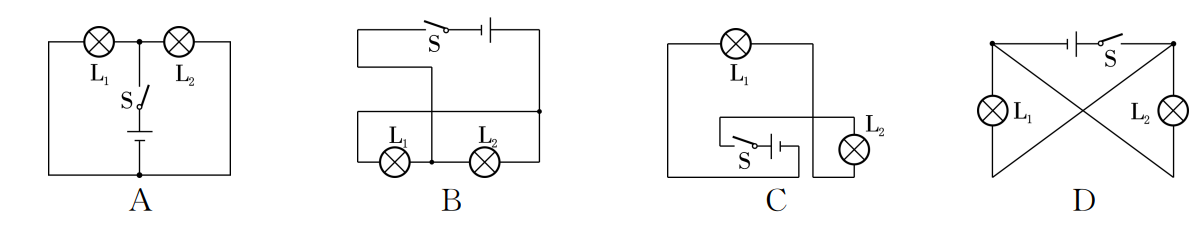 L₁ L₂ S A
S L₁ L₂ B
L₁ L₂ S C
S L₁ L₂ D